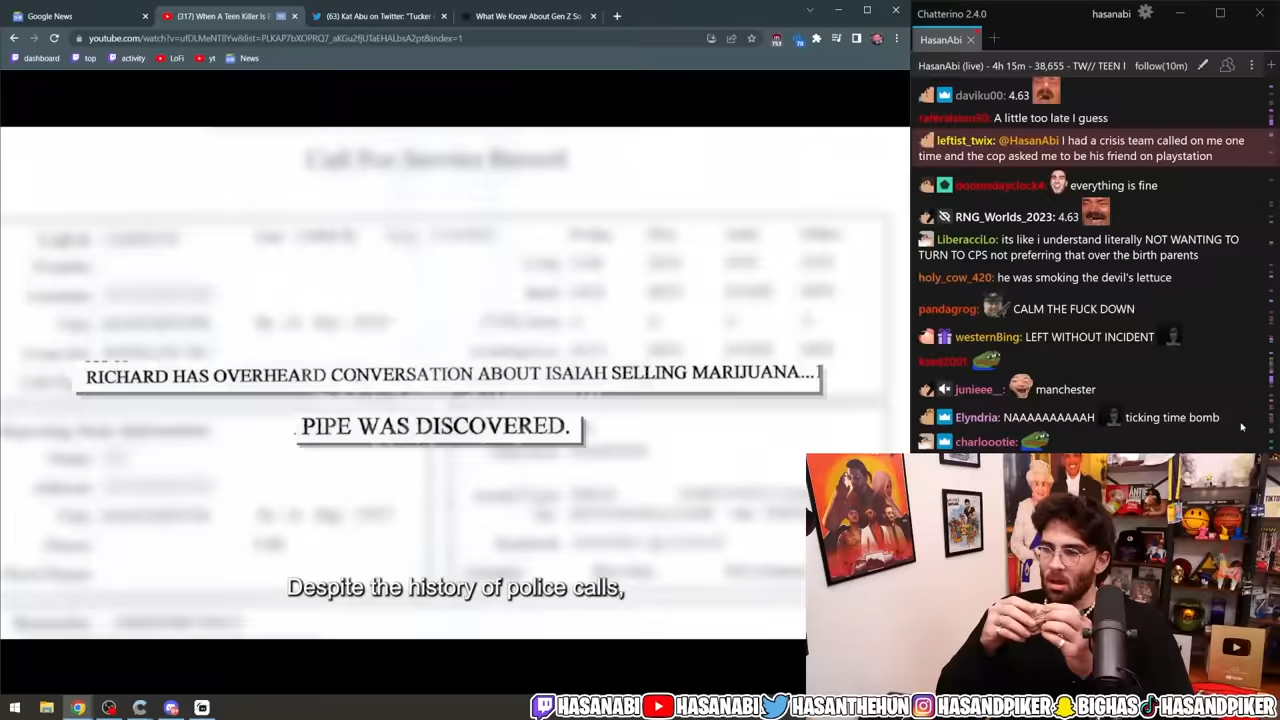 Google News
(317) When A Teen Killer Is
(63) Kat Abu on Twitter: "Tucker
What We Know About Gen Z So
youtube.com/watch?v=ufDLMeNT8Yw&list=PLKAP7bXOPRQ7_aKGu2fJUTaEHALbsA2pt&index=1
753
70
dashboard
top
activity
LoFi
yt
News
RICHARD HAS OVERHEARD CONVERSATION ABOUT ISAIAH SELLING MARIJUANA...
PIPE WAS DISCOVERED.
Despite the history of police calls,
Chatterino 2.4.0
hasanabi
HasanAbi
HasanAbi (live) - 4h 15m - 38,655 - TW// TEEN
follow(10m)
daviku00: 4.63
A little too late I guess
leftist_twix: @HasanAbi I had a crisis team called on me one
time and the cop asked me to be his friend on playstation
doomsdayclock4: everything is fine
RNG_Worlds_2023: 4.63
LiberacciLo: its like i understand literally NOT WANTING TO
TURN TO CPS not preferring that over the birth parents
holy_cow_420: he was smoking the devil's lettuce
pandagrog: CALM THE FUCK DOWN
westernBing: LEFT WITHOUT INCIDENT
junieee_: manchester
Elyndria: NAAAAAAAAAH ticking time bomb
charloootie:
HASANABI
HASANABI
HASANTHEHUN
HASANDPIKER
BIGHAS
HASANDPIKER